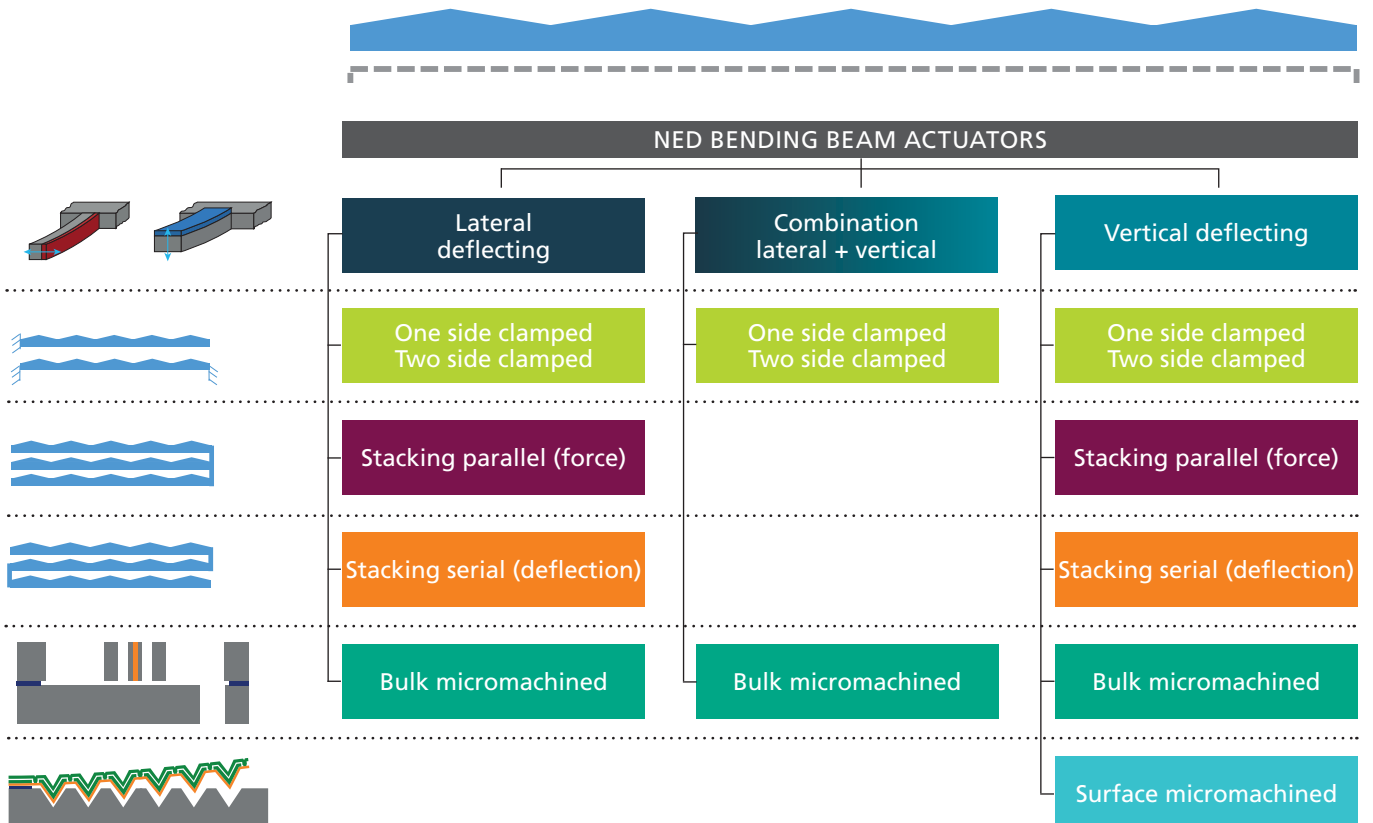 NED BENDING BEAM ACTUATORS
Lateral
deflecting
Combination
lateral + vertical
Vertical deflecting
One side clamped
Two side clamped
One side clamped
Two side clamped
One side clamped
Two side clamped
Stacking parallel (force)
Stacking parallel (force)
Stacking serial (deflection)
Stacking serial (deflection)
Bulk micromachined
Bulk micromachined
Bulk micromachined
Surface micromachined